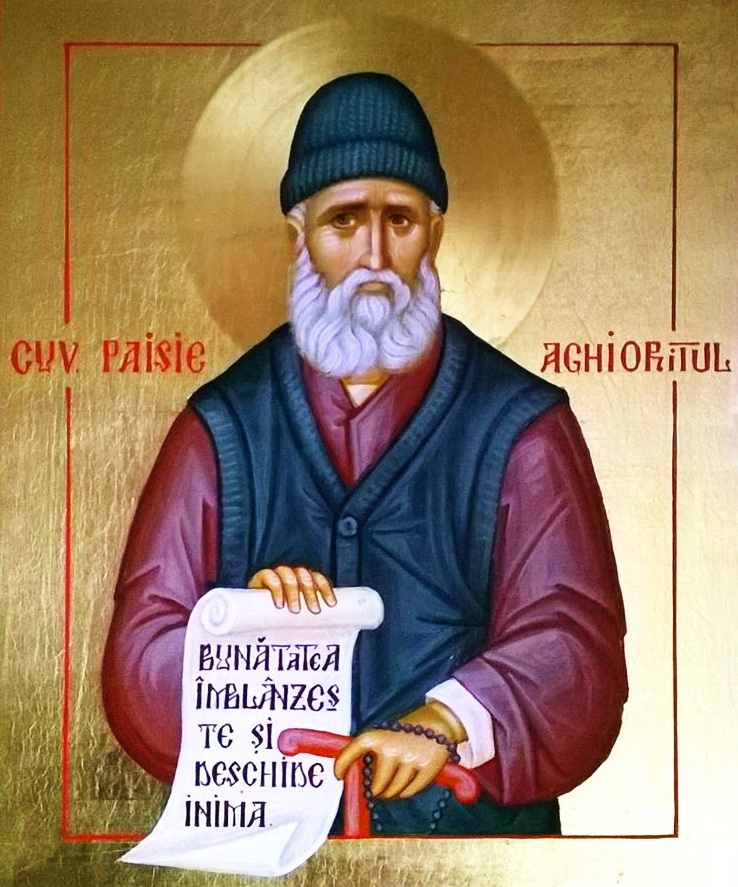 CUV. PAISIE AGHIORITUL
BUNĂTATEA
ÎMBLÂNZEȘ
TE ȘI
DESCHIDE
INIMA.